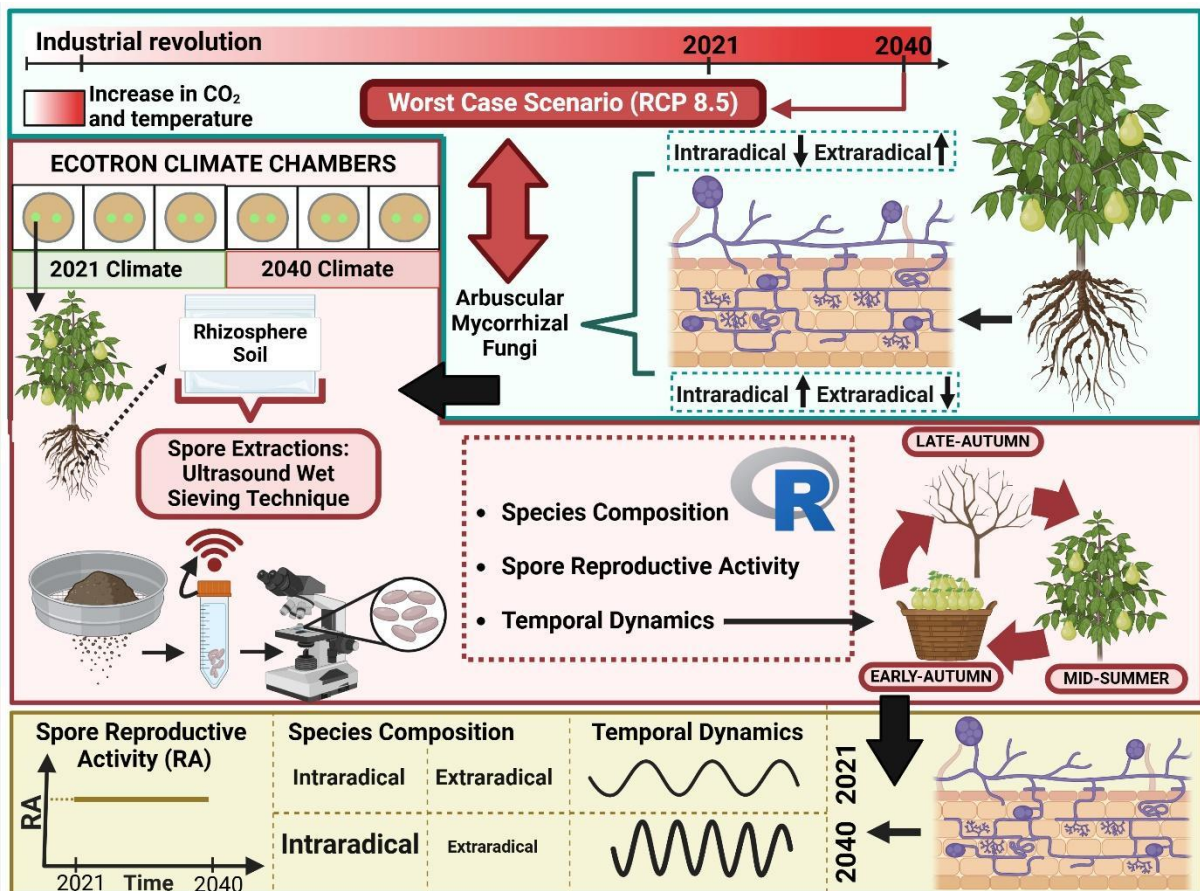 Industrial revolution
2021
2040
Increase in CO₂
and temperature
Worst Case Scenario (RCP 8.5)
Intraradical Extraradical
ECOTRON CLIMATE CHAMBERS
2021 Climate
2040 Climate
Arbuscular
Mycorrhizal
Fungi
Intraradical Extraradical
Rhizosphere
Soil
Spore Extractions:
Ultrasound Wet
Sieving Technique
• Species Composition
• Spore Reproductive Activity
• Temporal Dynamics
R
LATE-AUTUMN
EARLY-AUTUMN
MID-SUMMER
Spore Reproductive
Activity (RA)
RA
2021 Time 2040
Species Composition
Intraradical Extraradical
Intraradical Extraradical
Temporal Dynamics
2021
2040